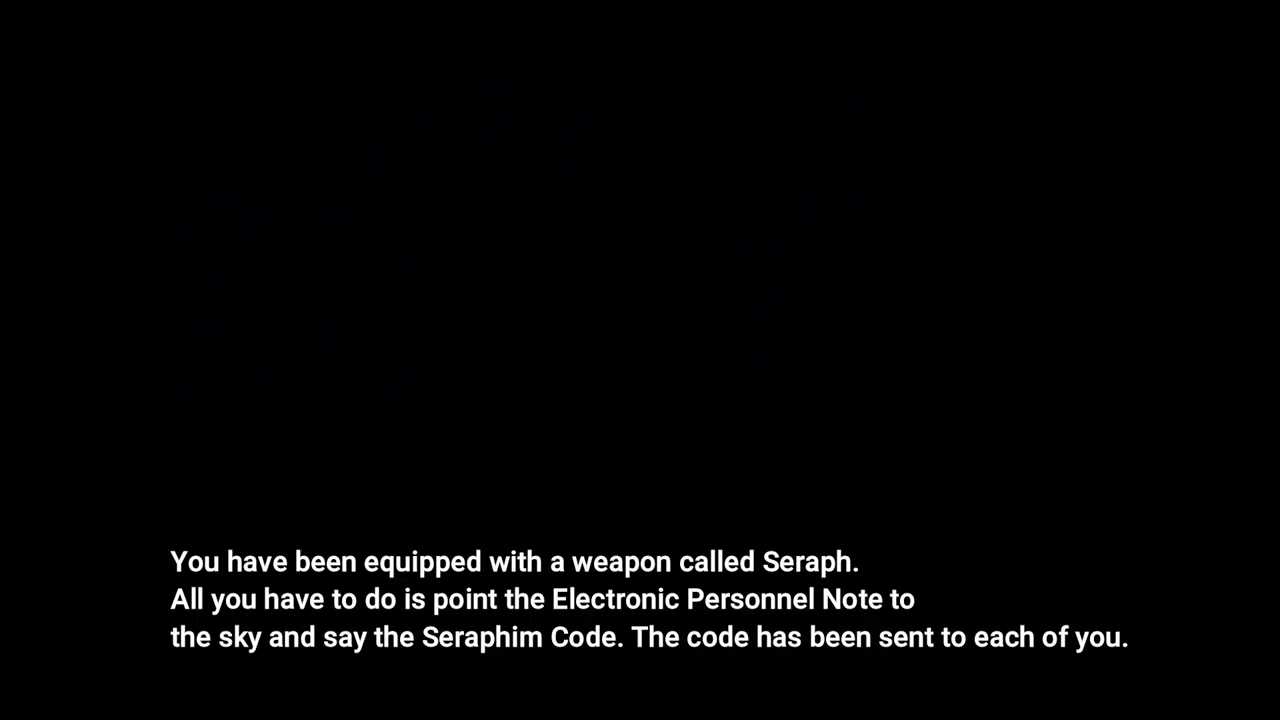 You have been equipped with a weapon called Seraph.
All you have to do is point the Electronic Personnel Note to
the sky and say the Seraphim Code. The code has been sent to each of you.